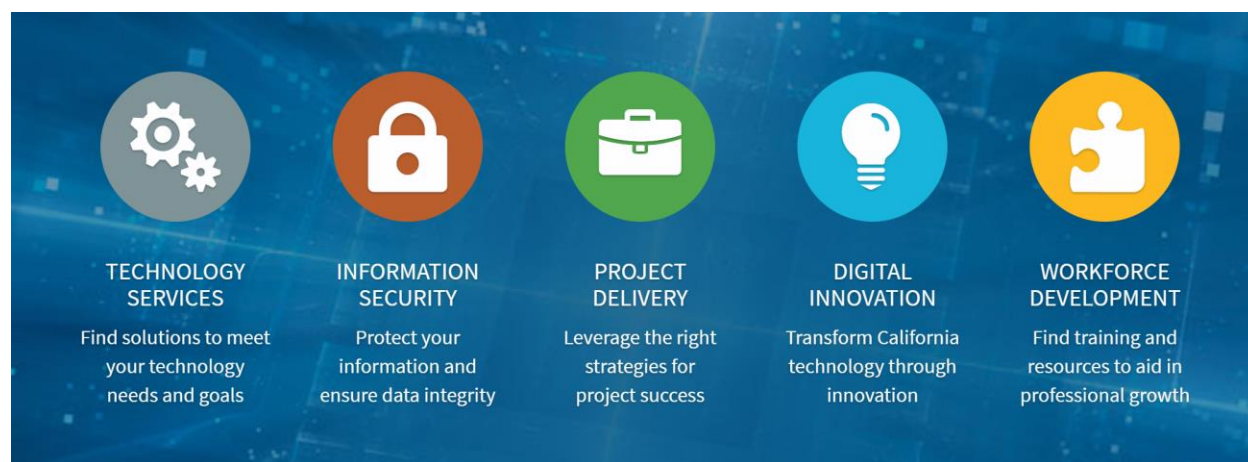 TECHNOLOGY
SERVICES
Find solutions to meet
your technology
needs and goals
INFORMATION
SECURITY
Protect your
information and
ensure data integrity
PROJECT
DELIVERY
Leverage the right
strategies for
project success
DIGITAL
INNOVATION
Transform California
technology through
innovation
WORKFORCE
DEVELOPMENT
Find training and
resources to aid in
professional growth